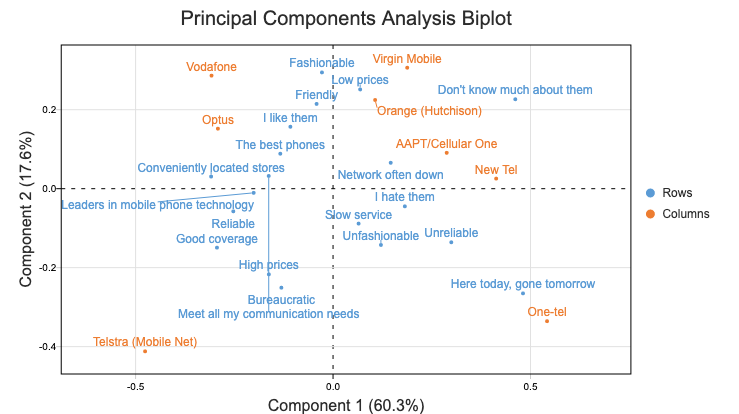 Principal Components Analysis Biplot
Vodafone
Fashionable
Virgin Mobile
Low prices
Don't know much about them
Friendly
Orange (Hutchison)
0.2
Optus
I like them
The best phones
AAPT/Cellular One
Conveniently located stores
Network often down
New Tel
0.0
I hate them
Leaders in mobile phone technology
Slow service
Reliable
Good coverage
Unfashionable
Unreliable
-0.2
High prices
Here today, gone tomorrow
Bureaucratic
Meet all my communication needs
One-tel
Telstra (Mobile Net)
-0.4
-0.5
0.0
0.5
Component 1 (60.3%)
Component 2 (17.6%)
Rows
Columns